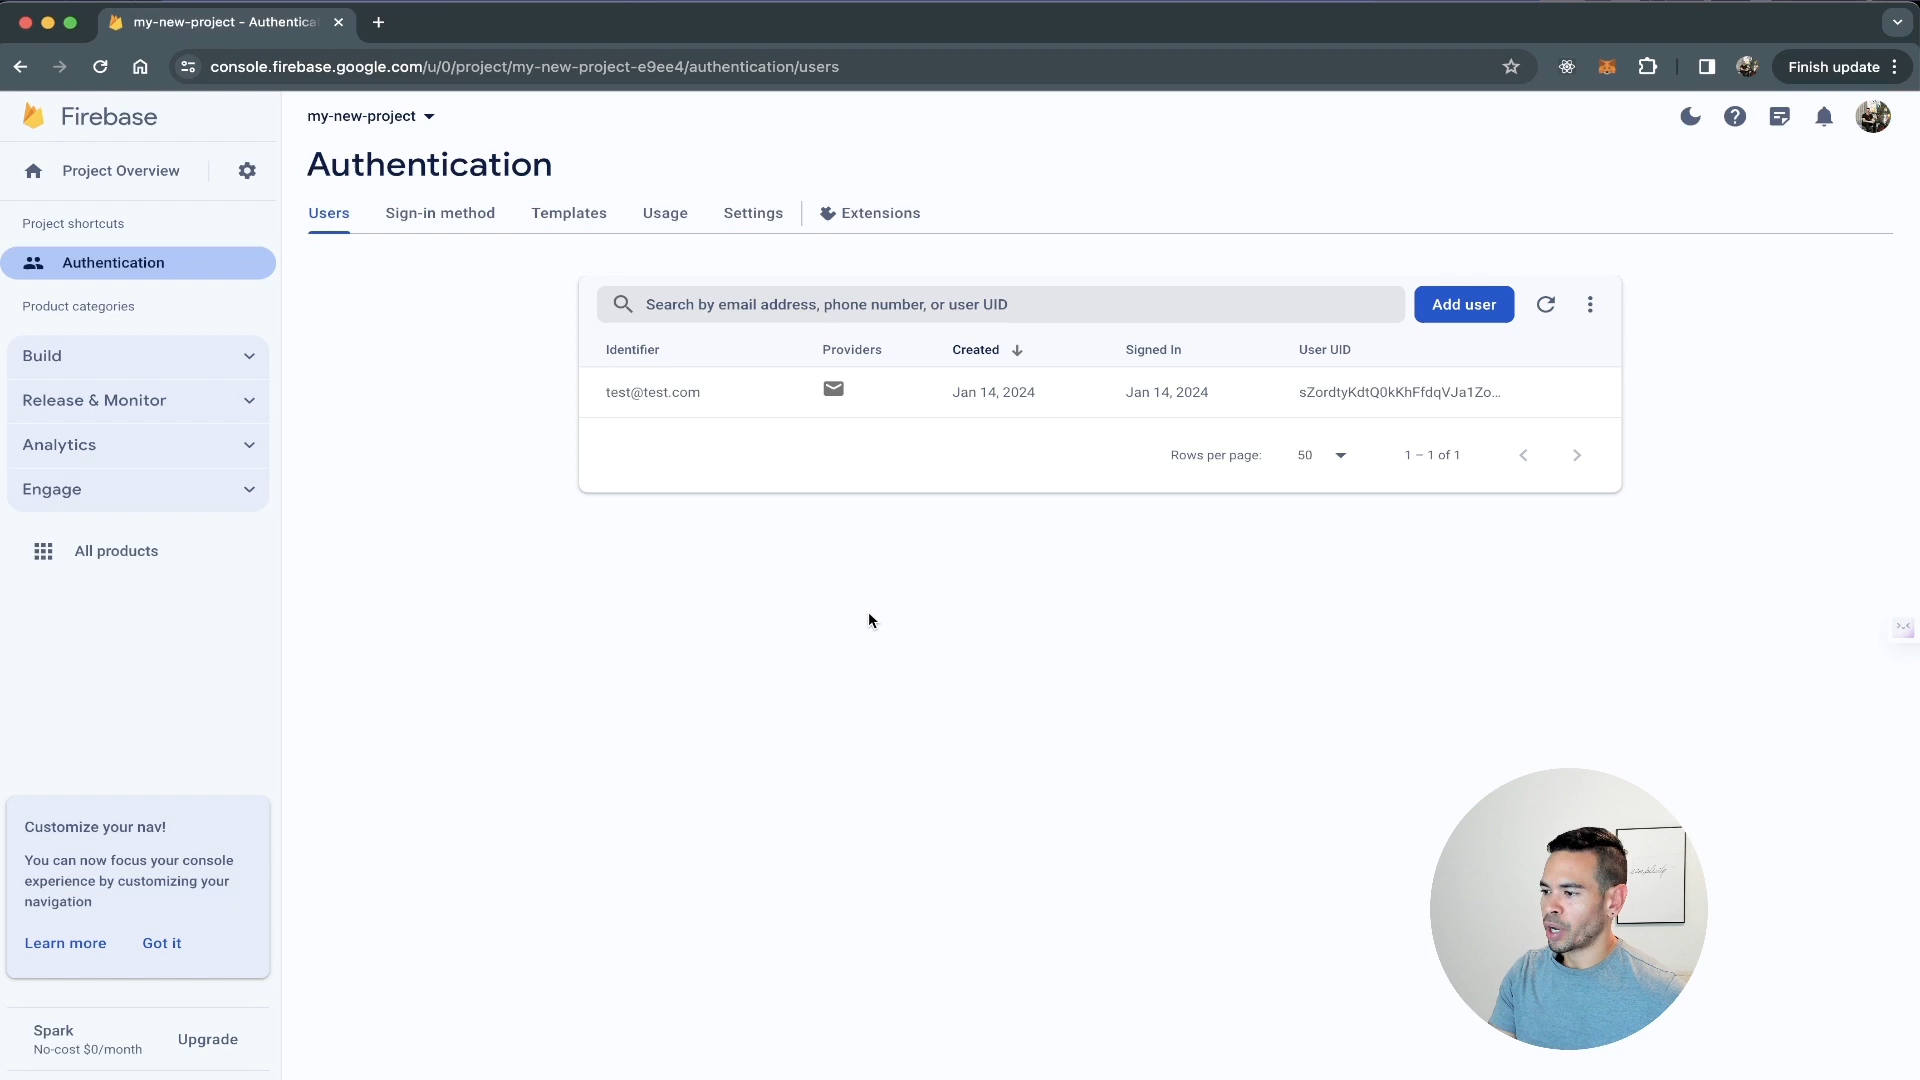 my-new-project - Authentica
console.firebase.google.com/u/0/project/my-new-project-e9ee4/authentication/users
Finish update
Firebase
my-new-project
Project Overview
Authentication
Users
Sign-in method
Templates
Usage
Settings
Extensions
Project shortcuts
Authentication
Product categories
Build
Release & Monitor
Analytics
Engage
All products
Search by email address, phone number, or user UID
Add user
Identifier
Providers
Created
Signed In
User UID
test@test.com
Jan 14, 2024
Jan 14, 2024
sZordtyKdtQ0kKhFfdqVJa1Zo...
Rows per page:
50
1 – 1 of 1
Customize your nav!
You can now focus your console
experience by customizing your
navigation
Learn more
Got it
Spark
No-cost $0/month
Upgrade